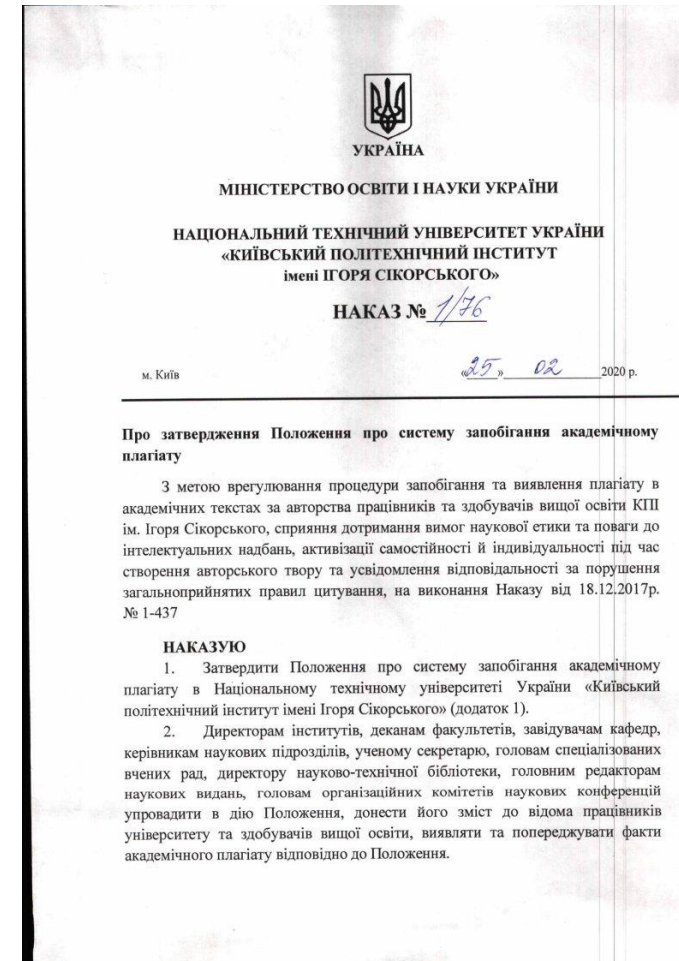 УКРАЇНА
МІНІСТЕРСТВО ОСВІТИ І НАУКИ УКРАЇНИ
НАЦІОНАЛЬНИЙ ТЕХНІЧНИЙ УНІВЕРСИТЕТ УКРАЇНИ
«КИЇВСЬКИЙ ПОЛІТЕХНІЧНИЙ ІНСТИТУТ
імені ІГОРЯ СІКОРСЬКОГО»
НАКАЗ № 1/76
м. Київ «25» 02 2020 р.
Про затвердження Положення про систему запобігання академічному
плагіату
З метою врегулювання процедури запобігання та виявлення плагіату в
академічних текстах за авторства працівників та здобувачів вищої освіти КПІ
ім. Ігоря Сікорського, сприяння дотримання вимог наукової етики та поваги до
інтелектуальних надбань, активізації самостійності й індивідуальності під час
створення авторського твору та усвідомлення відповідальності за порушення
загальноприйнятих правил цитування, на виконання Наказу від 18.12.2017р.
№ 1-437
НАКАЗУЮ
1. Затвердити Положення про систему запобігання академічному
плагіату в Національному технічному університеті України «Київський
політехнічний інститут імені Ігоря Сікорського» (додаток 1).
2. Директорам інститутів, деканам факультетів, завідувачам кафедр,
керівникам наукових підрозділів, ученому секретарю, головам спеціалізованих
вчених рад, директору науково-технічної бібліотеки, головним редакторам
наукових видань, головам організаційних комітетів наукових конференцій
упровадити в дію Положення, донести його зміст до відома працівників
університету та здобувачів вищої освіти, виявляти та попереджувати факти
академічного плагіату відповідно до Положення.